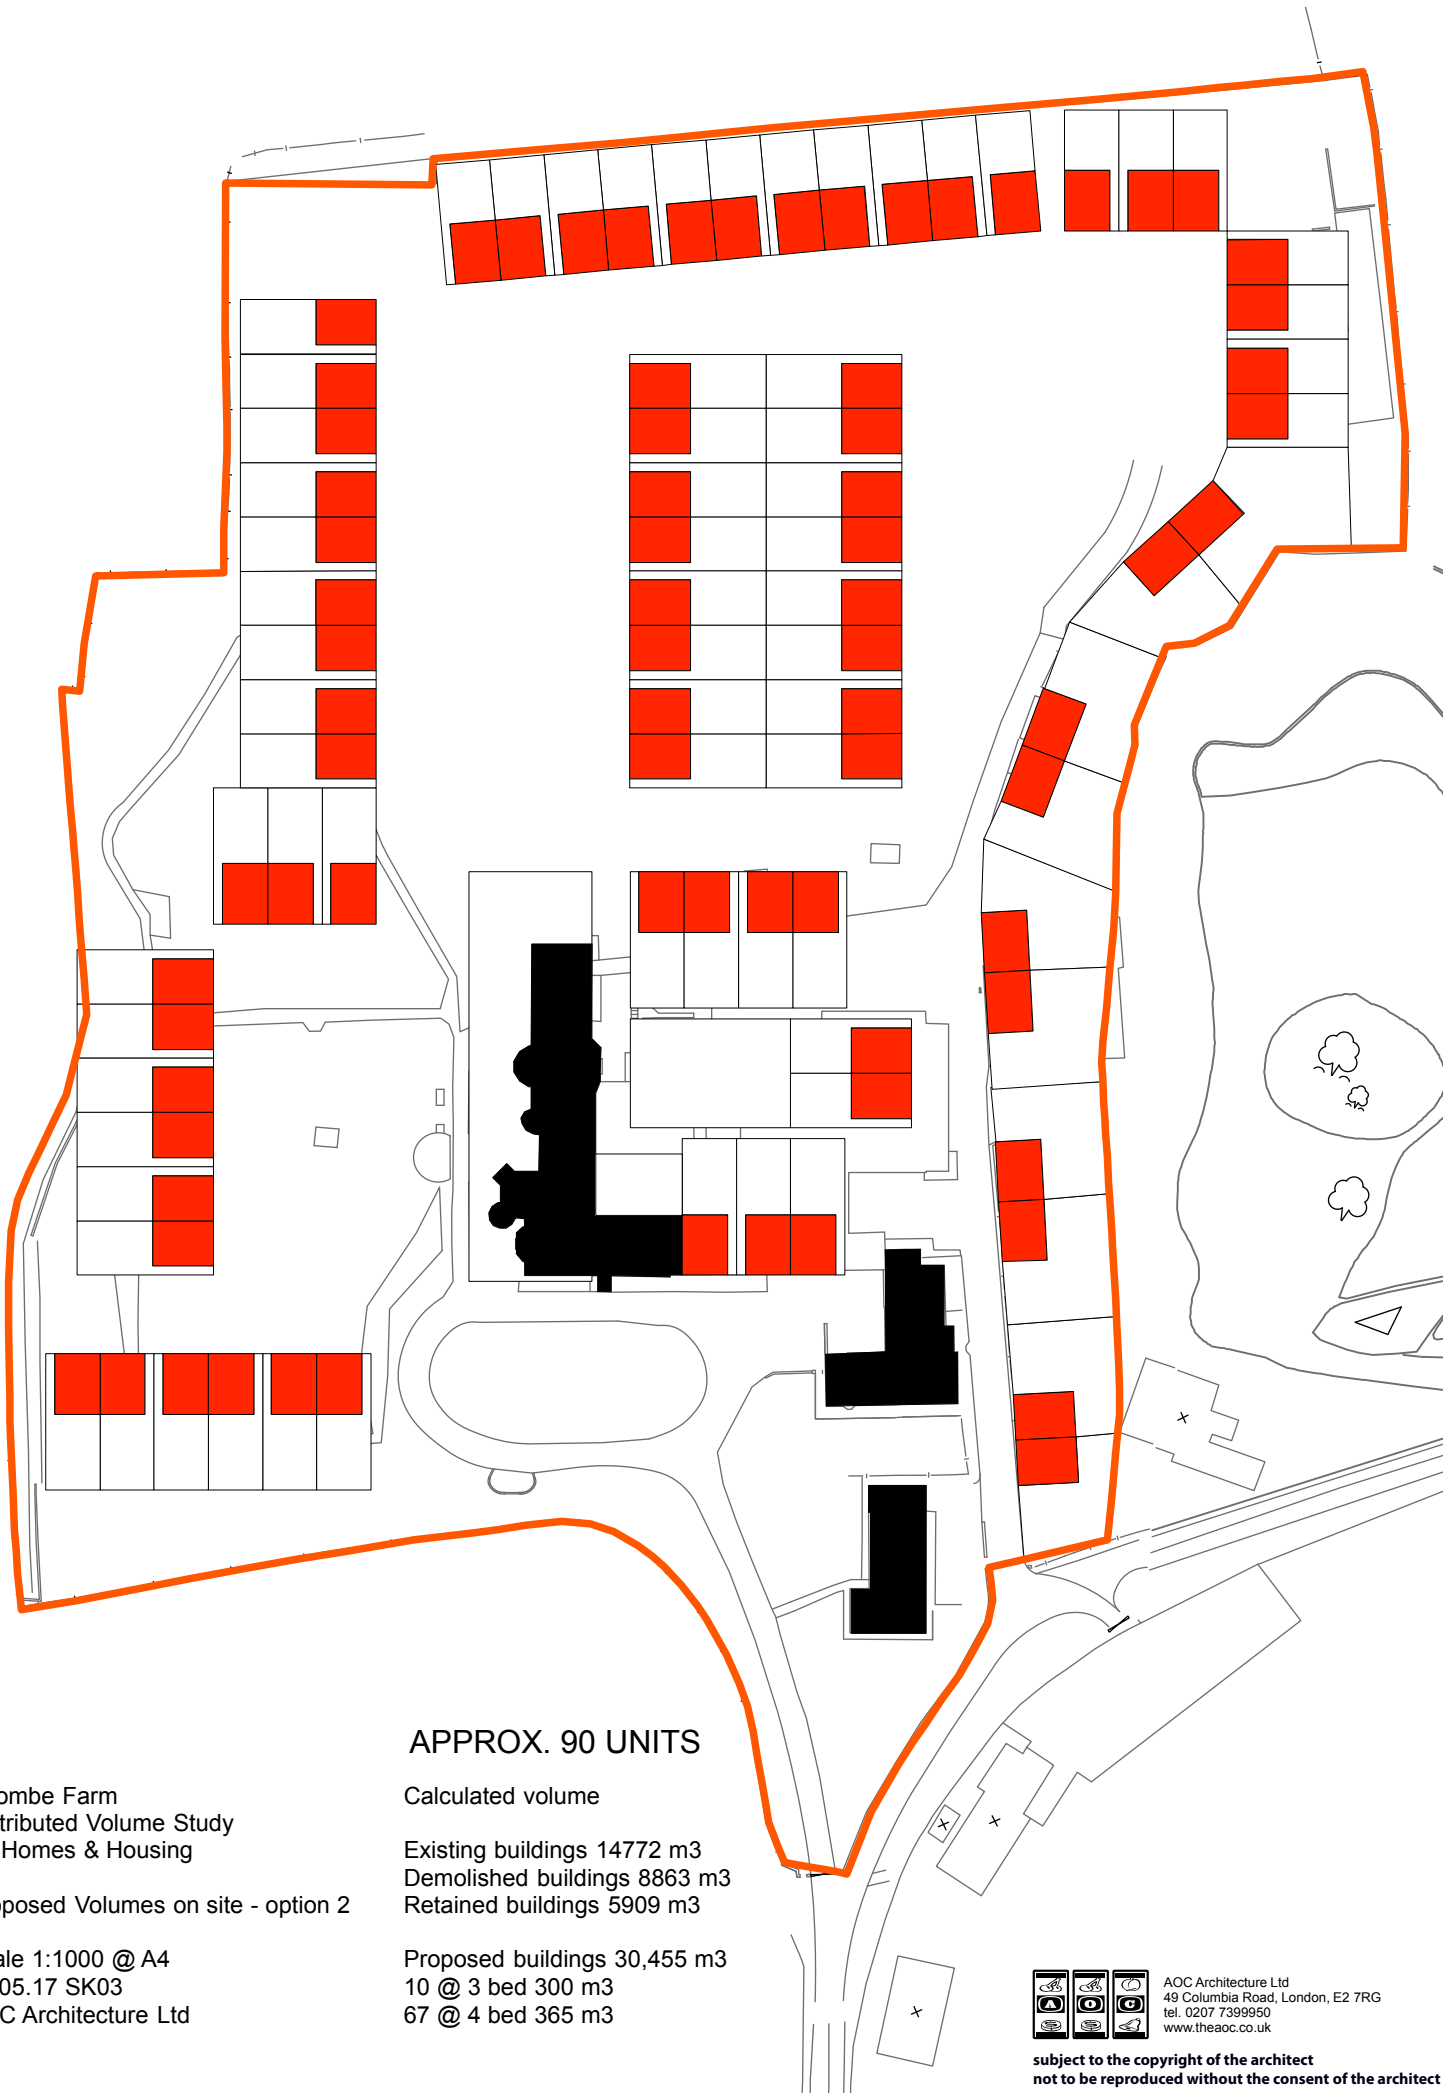 APPROX. 90 UNITS
ombe Farm
tributed Volume Study
Homes & Housing
posed Volumes on site - option 2
ale 1:1000 @ A4
05.17 SK03
C Architecture Ltd
Calculated volume
Existing buildings 14772 m3
Demolished buildings 8863 m3
Retained buildings 5909 m3
Proposed buildings 30,455 m3
10 @ 3 bed 300 m3
67 @ 4 bed 365 m3
A O C
AOC Architecture Ltd
49 Columbia Road, London, E2 7RG
tel. 0207 7399950
www.theaoc.co.uk
subject to the copyright of the architect
not to be reproduced without the consent of the architect